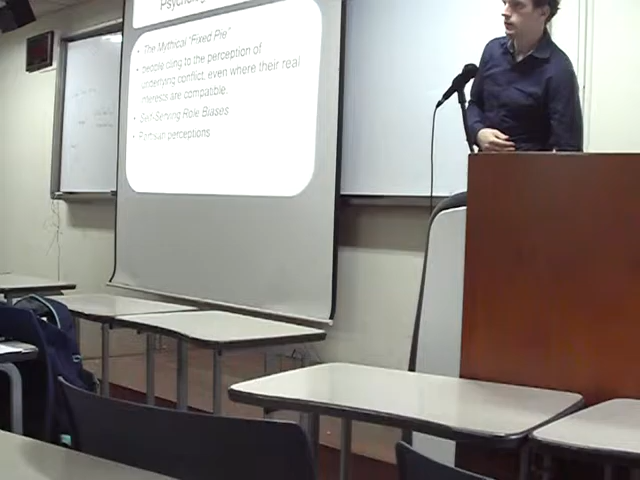 • The Mythical "Fixed Pie"
• people cling to the perception of
underlying conflict, even where their real
interests are compatible.
• Self-Serving Role Biases
• Partisan perceptions